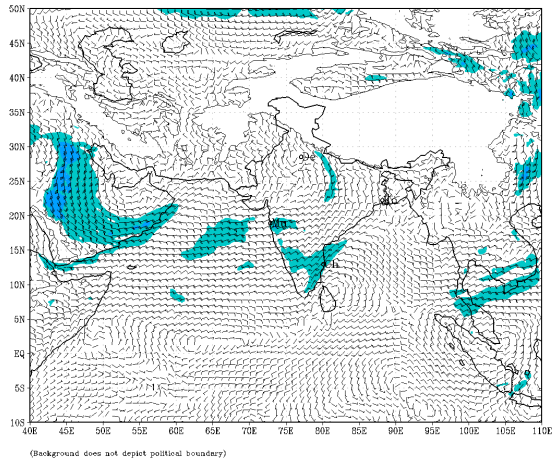 50N
45N
40N
35N
30N
25N
20N
15N
10N
5N
EQ
5S
10S
40E 45E 50E 55E 60E 65E 70E 75E 80E 85E 90E 95E 100E 105E 110E
(Background does not depict political boundary)